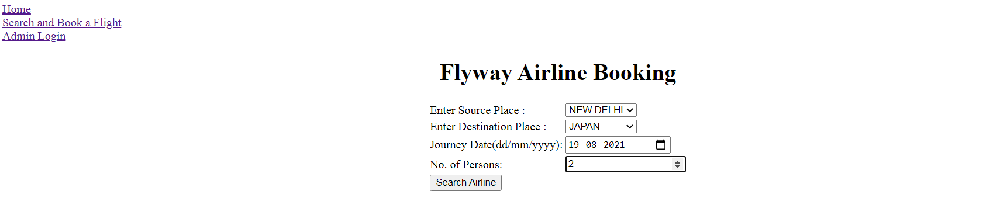 Home
Search and Book a Flight
Admin Login
Flyway Airline Booking
Enter Source Place : NEW DELHI
Enter Destination Place : JAPAN
Journey Date(dd/mm/yyyy): 19-08-2021
No. of Persons: 2
Search Airline